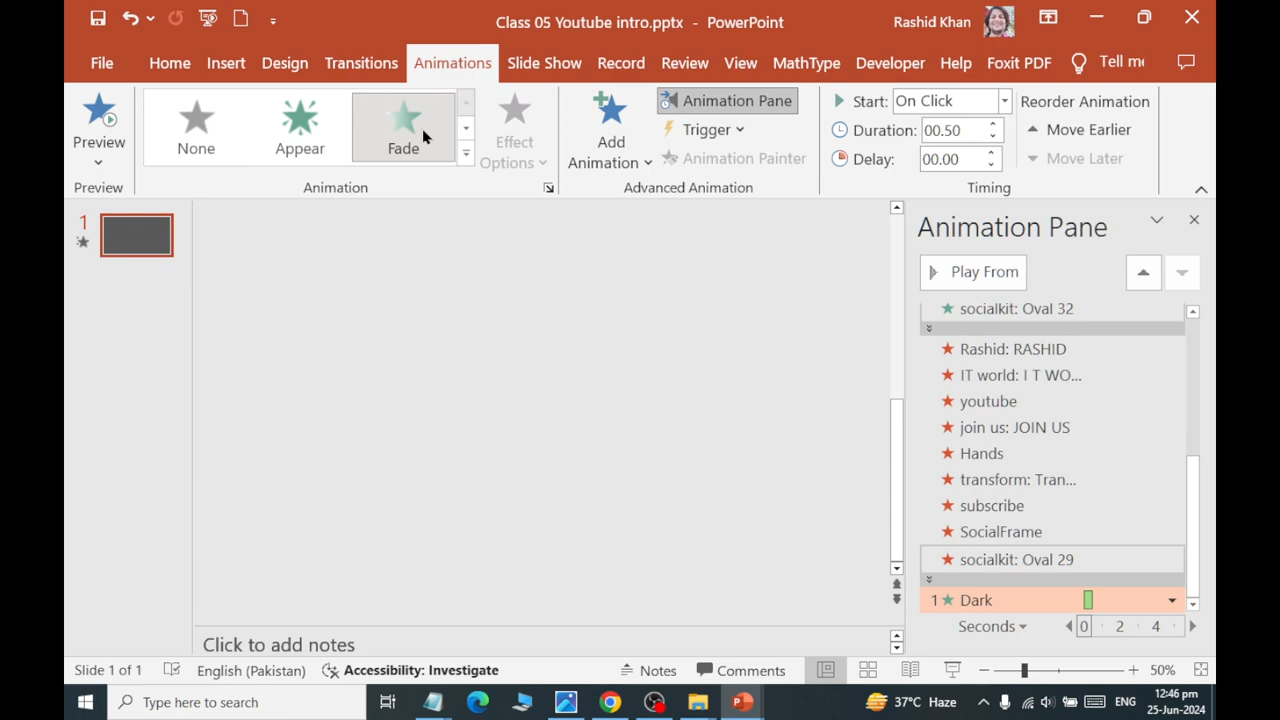 Class 05 Youtube intro.pptx - PowerPoint
Rashid Khan
File Home Insert Design Transitions Animations Slide Show Record Review View MathType Developer Help Foxit PDF Tell me
Preview
Preview
None
Appear
Fade
Effect
Options
Animation
Add
Animation
Animation Pane
Trigger
Animation Painter
Advanced Animation
Start: On Click
Duration: 00.50
Delay: 00.00
Reorder Animation
Move Earlier
Move Later
Timing
1
Animation Pane
Play From
socialkit: Oval 32
Rashid: RASHID
IT world: I T WO...
youtube
join us: JOIN US
Hands
transform: Tran...
subscribe
SocialFrame
socialkit: Oval 29
1 Dark
Seconds 0 2 4
Click to add notes
Slide 1 of 1 English (Pakistan) Accessibility: Investigate Notes Comments 50%
Type here to search
37°C Haze
ENG
12:46 pm
25-Jun-2024